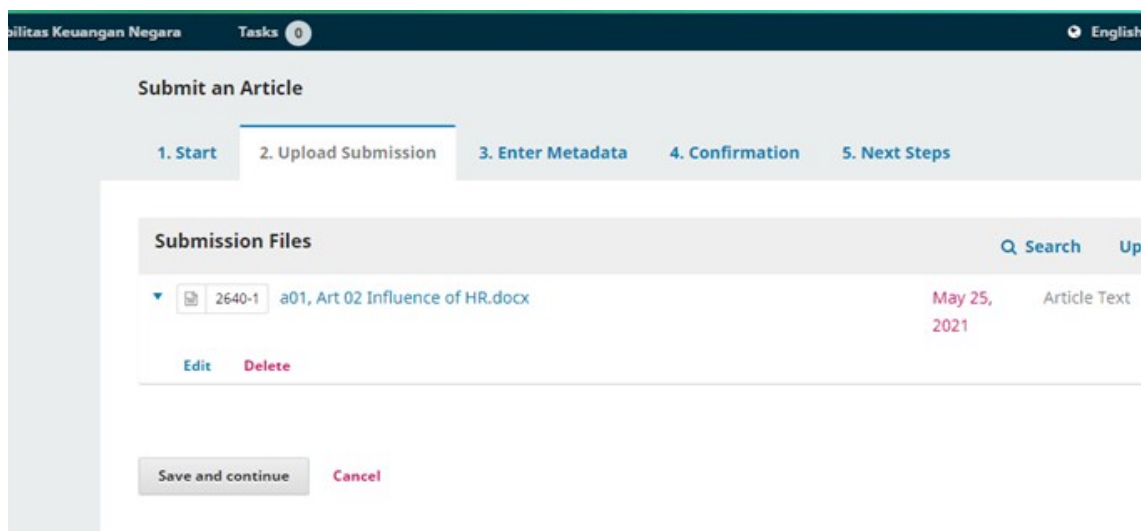 bilitas Keuangan Negara Tasks 0 English
Submit an Article
1. Start 2. Upload Submission 3. Enter Metadata 4. Confirmation 5. Next Steps
Submission Files Search Up
2640-1 a01, Art 02 Influence of HR.docx May 25, Article Text
2021
Edit Delete
Save and continue Cancel